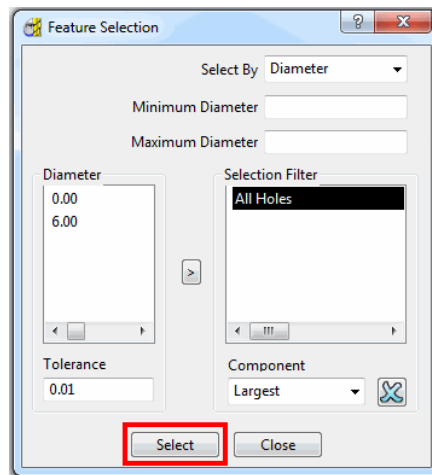 Feature Selection
Select By Diameter
Minimum Diameter
Maximum Diameter
Diameter
0.00
6.00
>
Selection Filter
All Holes
Tolerance
0.01
Component
Largest
Select
Close